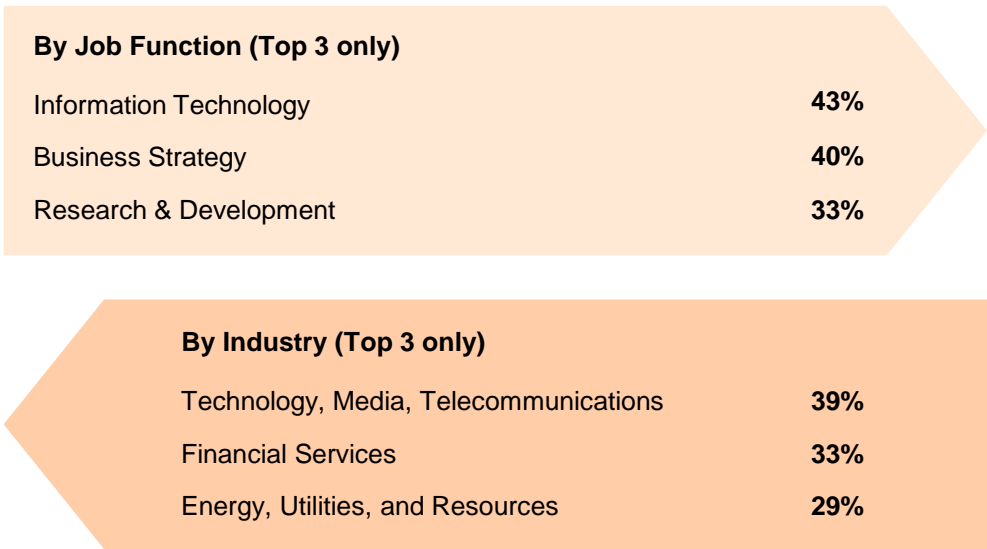 By Job Function (Top 3 only)
Information Technology 43%
Business Strategy 40%
Research & Development 33%
By Industry (Top 3 only)
Technology, Media, Telecommunications 39%
Financial Services 33%
Energy, Utilities, and Resources 29%